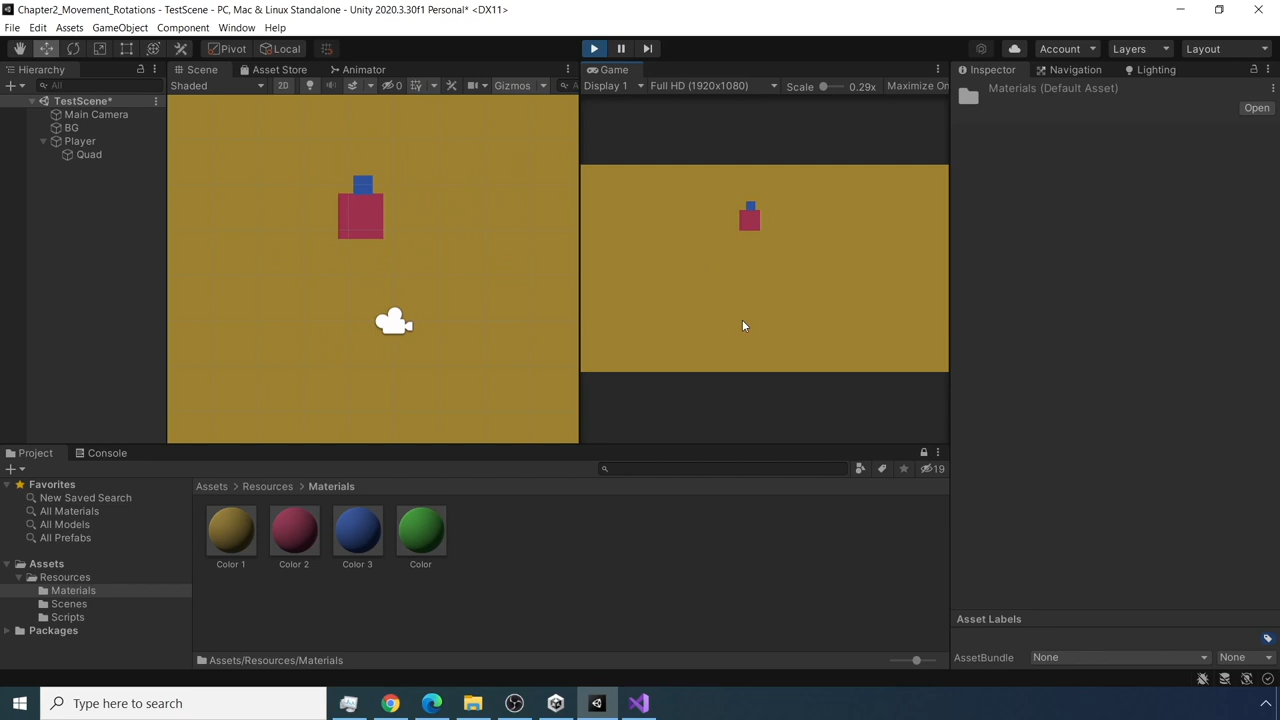 Chapter2_Movement_Rotations - TestScene - PC, Mac & Linux Standalone - Unity 2020.3.30f1 Personal* <DX11>
File Edit Assets GameObject Component Window Help
Pivot Local Account Layers Layout
Hierarchy Scene Asset Store Animator Game Inspector Navigation Lighting
All Shaded 2D 0 Gizmos A Display 1 Full HD (1920x1080) Scale 0.29x Maximize On Materials (Default Asset)
Open
TestScene*
Main Camera
BG
Player
Quad
Project Console
19
Favorites
New Saved Search
All Materials
All Models
All Prefabs
Assets
Resources
Materials
Scenes
Scripts
Packages
Assets > Resources > Materials
Color 1 Color 2 Color 3 Color
Assets/Resources/Materials
Asset Labels
AssetBundle None None
Type here to search